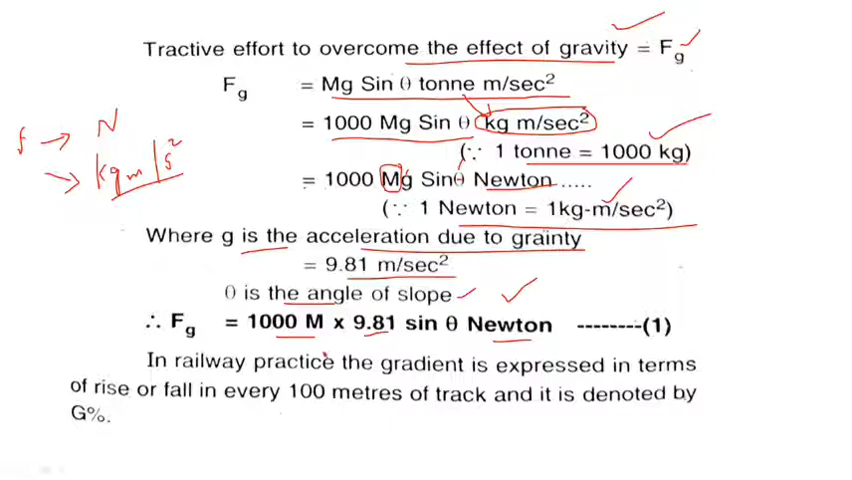 Tractive effort to overcome the effect of gravity = Fg
Fg = Mg Sin θ tonne m/sec²
= 1000 Mg Sin θ kg m/sec²
(∵ 1 tonne = 1000 kg)
f → N
→ kgm/s²
= 1000 Mg Sinθ Newton .....
(∵ 1 Newton = 1kg-m/sec²)
Where g is the acceleration due to grainty
= 9.81 m/sec²
θ is the angle of slope
∴ Fg = 1000 M x 9.81 sin θ Newton --------(1)
In railway practice the gradient is expressed in terms
of rise or fall in every 100 metres of track and it is denoted by
G%.